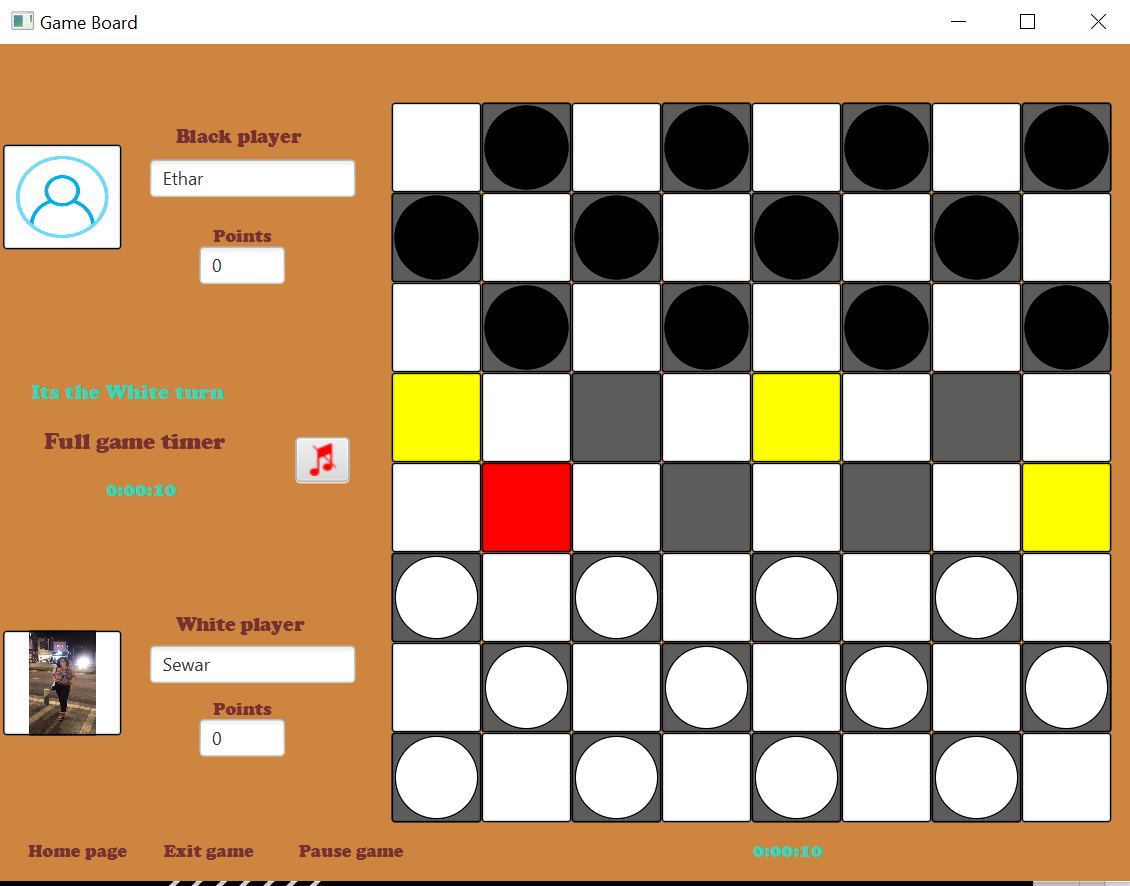 Game Board
Black player
Ethar
Points
0
Its the White turn
Full game timer
0:00:10
White player
Sewar
Points
0
Home page
Exit game
Pause game
0:00:10